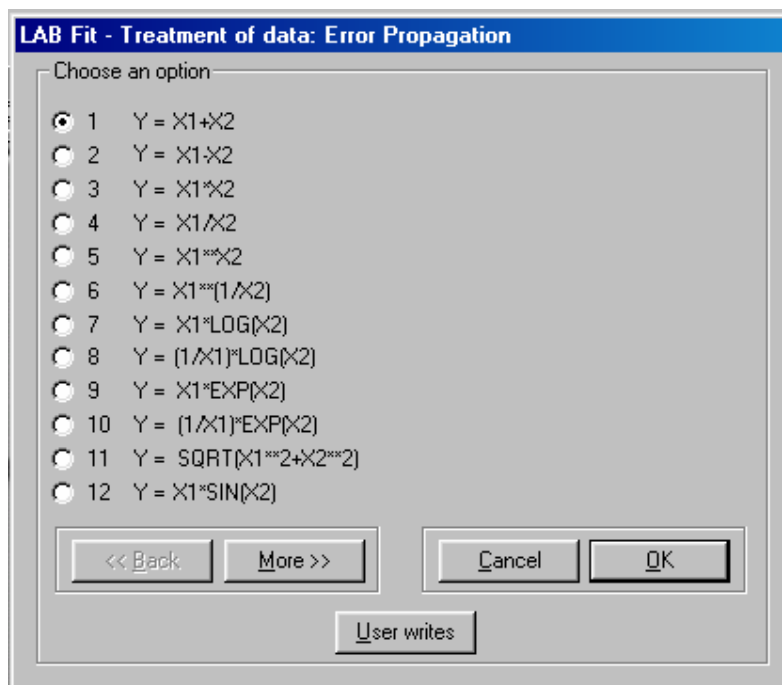 LAB Fit - Treatment of data: Error Propagation
Choose an option
1 Y = X1+X2
2 Y = X1-X2
3 Y = X1*X2
4 Y = X1/X2
5 Y = X1**X2
6 Y = X1**(1/X2)
7 Y = X1*LOG(X2)
8 Y = (1/X1)*LOG(X2)
9 Y = X1*EXP(X2)
10 Y = (1/X1)*EXP(X2)
11 Y = SQRT(X1**2+X2**2)
12 Y = X1*SIN(X2)
<< Back More >> Cancel OK
User writes